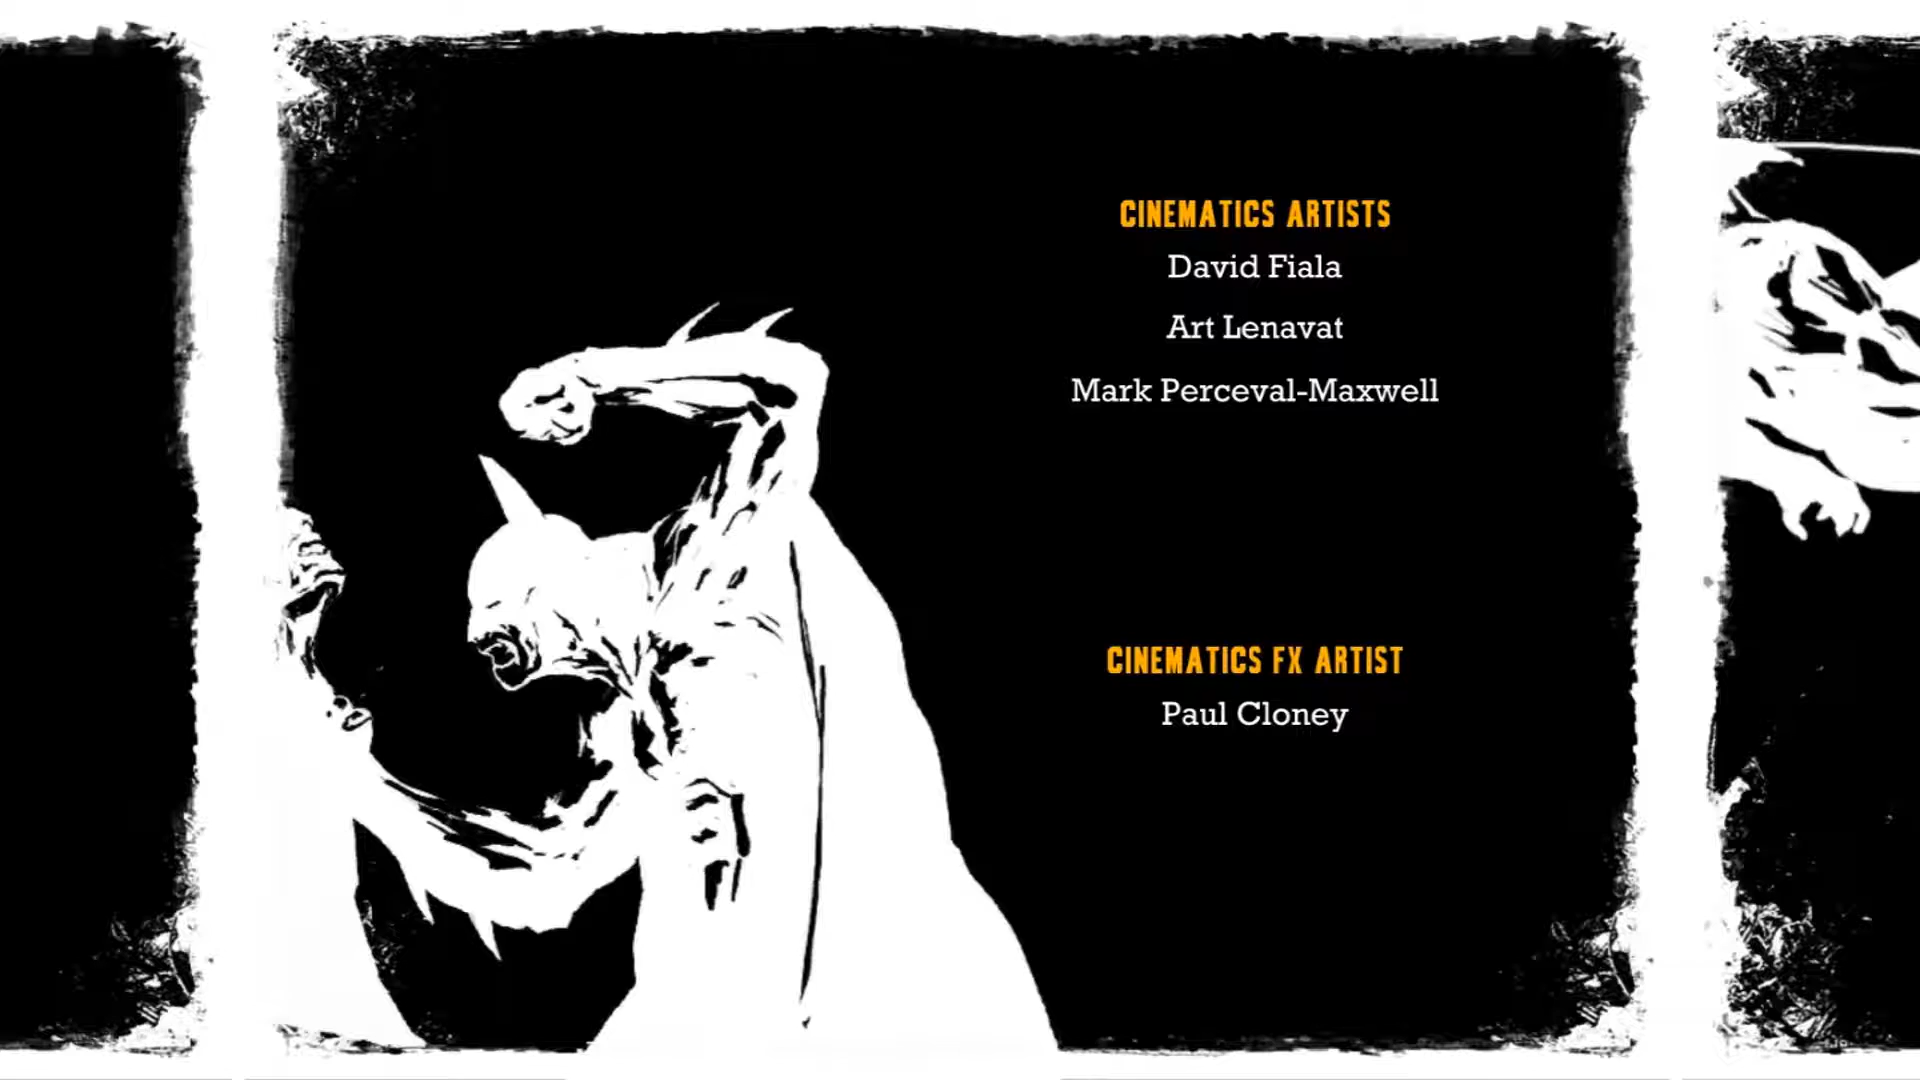 CINEMATICS ARTISTS
David Fiala
Art Lenavat
Mark Perceval-Maxwell
CINEMATICS FX ARTIST
Paul Cloney